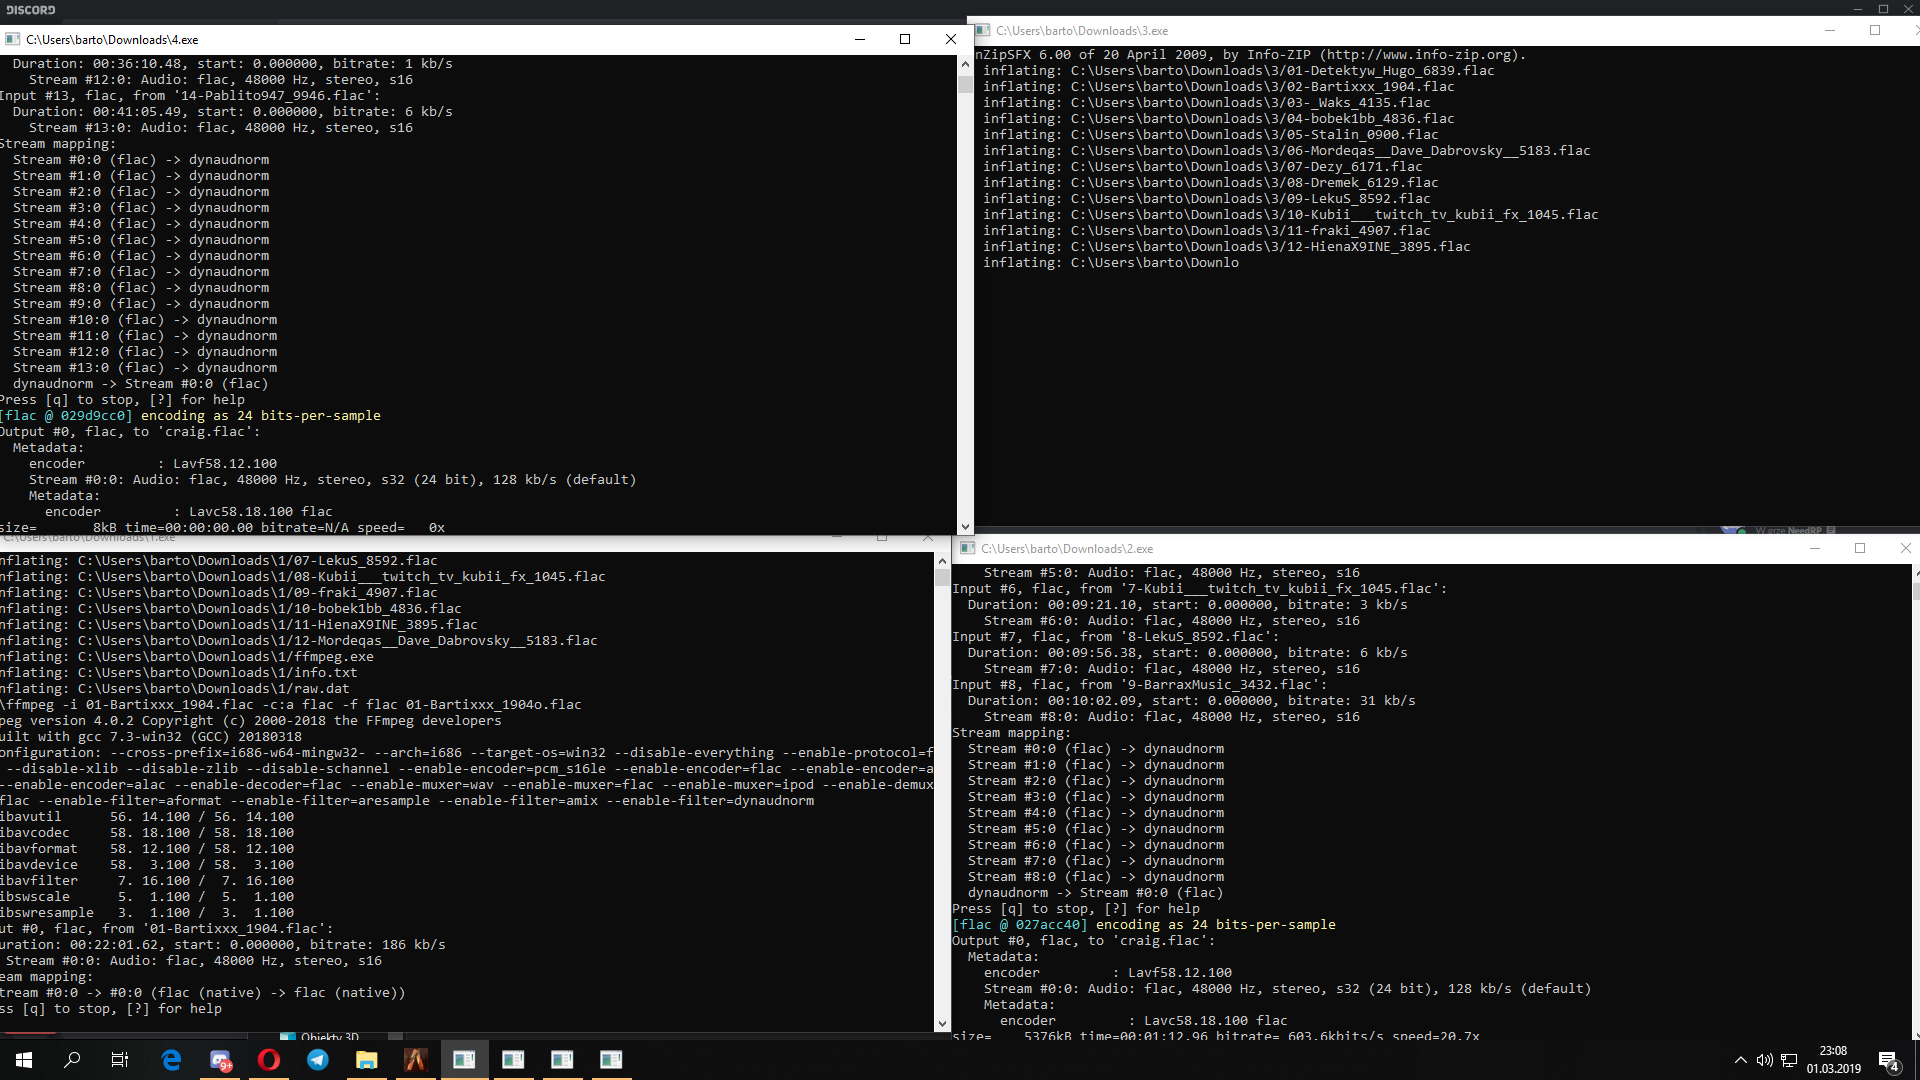 DISCORD
C:\Users\barto\Downloads\4.exe
Duration: 00:36:10.48, start: 0.000000, bitrate: 1 kb/s
Stream #12:0: Audio: flac, 48000 Hz, stereo, s16
Input #13, flac, from '14-Pablito947_9946.flac':
Duration: 00:41:05.49, start: 0.000000, bitrate: 6 kb/s
Stream #13:0: Audio: flac, 48000 Hz, stereo, s16
Stream mapping:
Stream #0:0 (flac) -> dynaudnorm
Stream #1:0 (flac) -> dynaudnorm
Stream #2:0 (flac) -> dynaudnorm
Stream #3:0 (flac) -> dynaudnorm
Stream #4:0 (flac) -> dynaudnorm
Stream #5:0 (flac) -> dynaudnorm
Stream #6:0 (flac) -> dynaudnorm
Stream #7:0 (flac) -> dynaudnorm
Stream #8:0 (flac) -> dynaudnorm
Stream #9:0 (flac) -> dynaudnorm
Stream #10:0 (flac) -> dynaudnorm
Stream #11:0 (flac) -> dynaudnorm
Stream #12:0 (flac) -> dynaudnorm
Stream #13:0 (flac) -> dynaudnorm
dynaudnorm -> Stream #0:0 (flac)
Press [q] to stop, [?] for help
[flac @ 029d9cc0] encoding as 24 bits-per-sample
Output #0, flac, to 'craig.flac':
Metadata:
encoder : Lavf58.12.100
Stream #0:0: Audio: flac, 48000 Hz, stereo, s32 (24 bit), 128 kb/s (default)
Metadata:
encoder : Lavc58.18.100 flac
size= 8kB time=00:00:00.00 bitrate=N/A speed= 0x
C:\Users\barto\Downloads\3.exe
nZipSFX 6.00 of 20 April 2009, by Info-ZIP (http://www.info-zip.org).
inflating: C:\Users\barto\Downloads\3/01-Detektyw_Hugo_6839.flac
inflating: C:\Users\barto\Downloads\3/02-Bartixxx_1904.flac
inflating: C:\Users\barto\Downloads\3/03-_Waks_4135.flac
inflating: C:\Users\barto\Downloads\3/04-bobek1bb_4836.flac
inflating: C:\Users\barto\Downloads\3/05-Stalin_0900.flac
inflating: C:\Users\barto\Downloads\3/06-Mordeqas__Dave_Dabrovsky__5183.flac
inflating: C:\Users\barto\Downloads\3/07-Dezy_6171.flac
inflating: C:\Users\barto\Downloads\3/08-Dremek_6129.flac
inflating: C:\Users\barto\Downloads\3/09-LekuS_8592.flac
inflating: C:\Users\barto\Downloads\3/10-Kubii___twitch_tv_kubii_fx_1045.flac
inflating: C:\Users\barto\Downloads\3/11-fraki_4907.flac
inflating: C:\Users\barto\Downloads\3/12-HienaX9INE_3895.flac
inflating: C:\Users\barto\Downlo
W grze NeedRP
C:\Users\barto\Downloads\1.exe
nflating: C:\Users\barto\Downloads\1/07-LekuS_8592.flac
nflating: C:\Users\barto\Downloads\1/08-Kubii___twitch_tv_kubii_fx_1045.flac
nflating: C:\Users\barto\Downloads\1/09-fraki_4907.flac
nflating: C:\Users\barto\Downloads\1/10-bobek1bb_4836.flac
nflating: C:\Users\barto\Downloads\1/11-HienaX9INE_3895.flac
nflating: C:\Users\barto\Downloads\1/12-Mordeqas__Dave_Dabrovsky__5183.flac
nflating: C:\Users\barto\Downloads\1/ffmpeg.exe
nflating: C:\Users\barto\Downloads\1/info.txt
nflating: C:\Users\barto\Downloads\1/raw.dat
\ffmpeg -i 01-Bartixxx_1904.flac -c:a flac -f flac 01-Bartixxx_1904o.flac
peg version 4.0.2 Copyright (c) 2000-2018 the FFmpeg developers
uilt with gcc 7.3-win32 (GCC) 20180318
onfiguration: --cross-prefix=i686-w64-mingw32- --arch=i686 --target-os=win32 --disable-everything --enable-protocol=f
--disable-xlib --disable-zlib --disable-schannel --enable-encoder=pcm_s16le --enable-encoder=flac --enable-encoder=a
--enable-encoder=alac --enable-decoder=flac --enable-muxer=wav --enable-muxer=flac --enable-muxer=ipod --enable-demux
flac --enable-filter=aformat --enable-filter=aresample --enable-filter=amix --enable-filter=dynaudnorm
ibavutil 56. 14.100 / 56. 14.100
ibavcodec 58. 18.100 / 58. 18.100
ibavformat 58. 12.100 / 58. 12.100
ibavdevice 58. 3.100 / 58. 3.100
ibavfilter 7. 16.100 / 7. 16.100
ibswscale 5. 1.100 / 5. 1.100
ibswresample 3. 1.100 / 3. 1.100
ut #0, flac, from '01-Bartixxx_1904.flac':
uration: 00:22:01.62, start: 0.000000, bitrate: 186 kb/s
Stream #0:0: Audio: flac, 48000 Hz, stereo, s16
eam mapping:
tream #0:0 -> #0:0 (flac (native) -> flac (native))
ss [q] to stop, [?] for help
C:\Users\barto\Downloads\2.exe
Stream #5:0: Audio: flac, 48000 Hz, stereo, s16
Input #6, flac, from '7-Kubii___twitch_tv_kubii_fx_1045.flac':
Duration: 00:09:21.10, start: 0.000000, bitrate: 3 kb/s
Stream #6:0: Audio: flac, 48000 Hz, stereo, s16
Input #7, flac, from '8-LekuS_8592.flac':
Duration: 00:09:56.38, start: 0.000000, bitrate: 6 kb/s
Stream #7:0: Audio: flac, 48000 Hz, stereo, s16
Input #8, flac, from '9-BarraxMusic_3432.flac':
Duration: 00:10:02.09, start: 0.000000, bitrate: 31 kb/s
Stream #8:0: Audio: flac, 48000 Hz, stereo, s16
Stream mapping:
Stream #0:0 (flac) -> dynaudnorm
Stream #1:0 (flac) -> dynaudnorm
Stream #2:0 (flac) -> dynaudnorm
Stream #3:0 (flac) -> dynaudnorm
Stream #4:0 (flac) -> dynaudnorm
Stream #5:0 (flac) -> dynaudnorm
Stream #6:0 (flac) -> dynaudnorm
Stream #7:0 (flac) -> dynaudnorm
Stream #8:0 (flac) -> dynaudnorm
dynaudnorm -> Stream #0:0 (flac)
Press [q] to stop, [?] for help
[flac @ 027acc40] encoding as 24 bits-per-sample
Output #0, flac, to 'craig.flac':
Metadata:
encoder : Lavf58.12.100
Stream #0:0: Audio: flac, 48000 Hz, stereo, s32 (24 bit), 128 kb/s (default)
Metadata:
encoder : Lavc58.18.100 flac
size= 5376kB time=00:01:12.96 bitrate= 603.6kbits/s speed=20.7x
Obiekty 3D
9+
23:08
01.03.2019
4